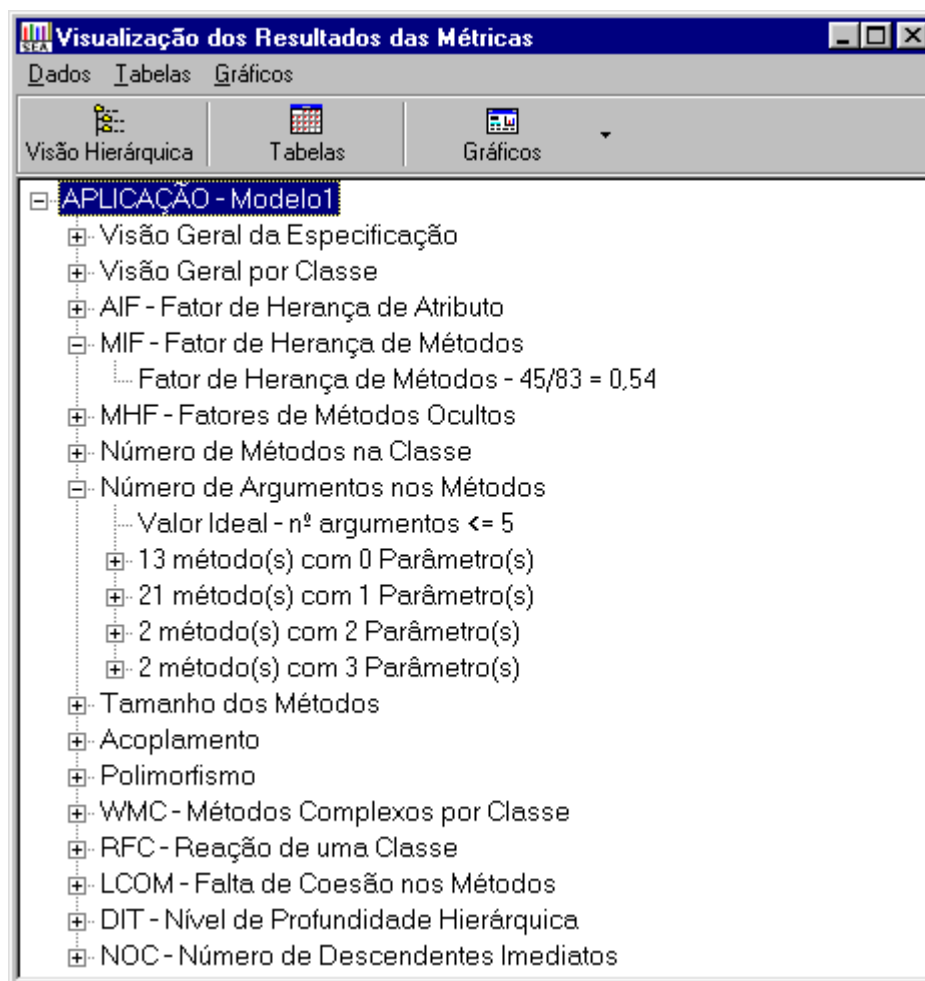 SEA Visualização dos Resultados das Métricas
Dados Tabelas Gráficos
Visão Hierárquica Tabelas Gráficos
APLICAÇÃO - Modelo1
Visão Geral da Especificação
Visão Geral por Classe
AIF - Fator de Herança de Atributo
MIF - Fator de Herança de Métodos
Fator de Herança de Métodos - 45/83 = 0,54
MHF - Fatores de Métodos Ocultos
Número de Métodos na Classe
Número de Argumentos nos Métodos
Valor Ideal - nº argumentos <= 5
13 método(s) com 0 Parâmetro(s)
21 método(s) com 1 Parâmetro(s)
2 método(s) com 2 Parâmetro(s)
2 método(s) com 3 Parâmetro(s)
Tamanho dos Métodos
Acoplamento
Polimorfismo
WMC - Métodos Complexos por Classe
RFC - Reação de uma Classe
LCOM - Falta de Coesão nos Métodos
DIT - Nível de Profundidade Hierárquica
NOC - Número de Descendentes Imediatos